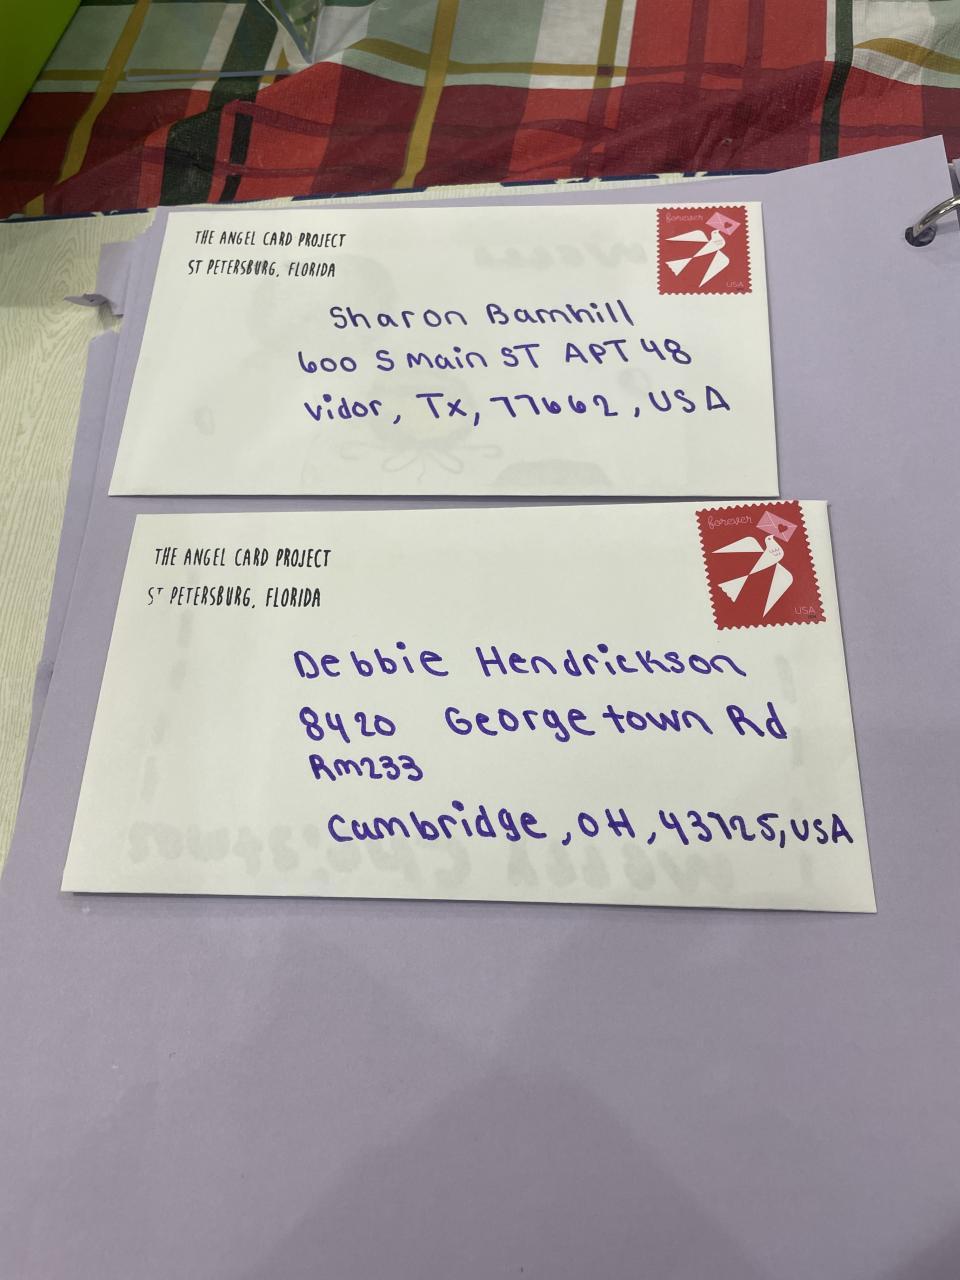 THE ANGEL CARD PROJECT
ST PETERSBURG, FLORIDA
forever
USA
Sharon Barnhill
600 S Main ST APT 48
Vidor, Tx, 77662, USA
THE ANGEL CARD PROJECT
ST PETERSBURG, FLORIDA
forever
USA
Debbie Hendrickson
8420 Georgetown Rd
Rm233
Cambridge, OH, 43725, USA